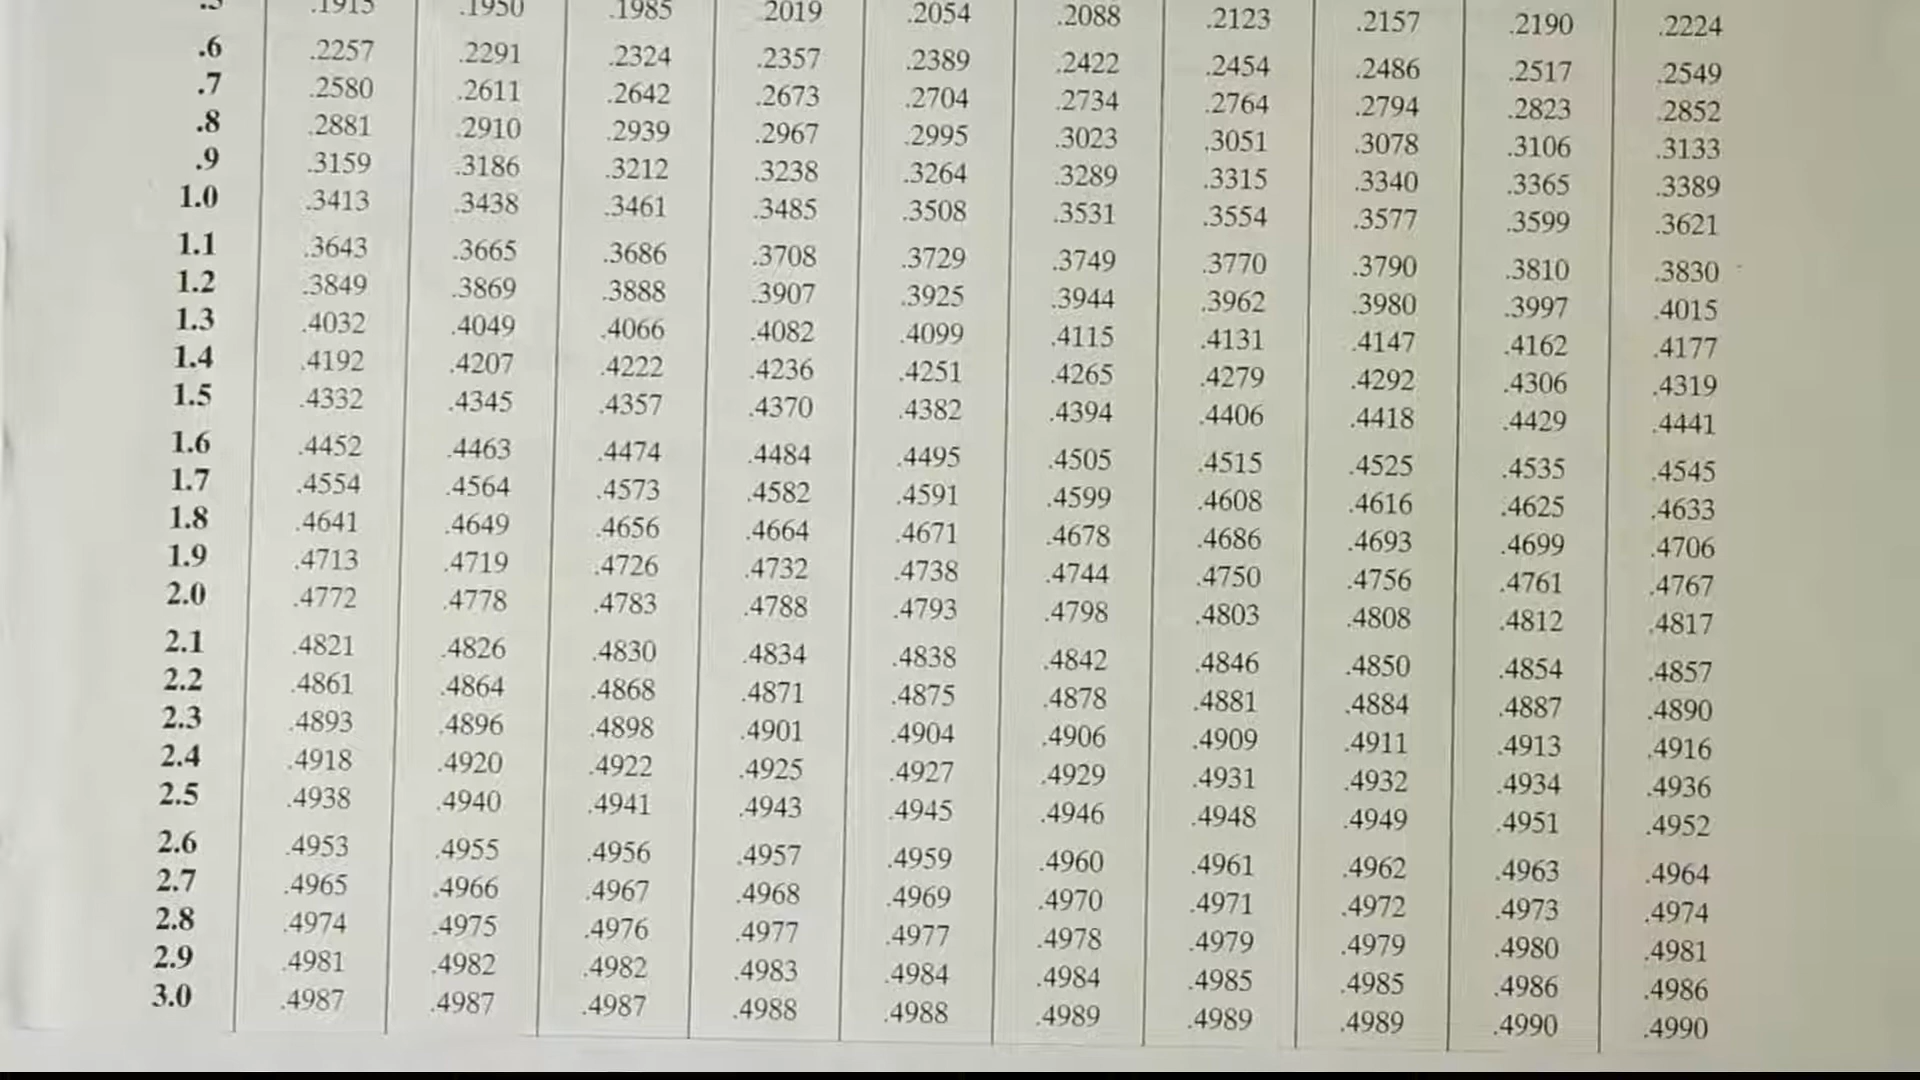 .5 .1915 .1950 .1985 .2019 .2054 .2088 .2123 .2157 .2190 .2224
.6 .2257 .2291 .2324 .2357 .2389 .2422 .2454 .2486 .2517 .2549
.7 .2580 .2611 .2642 .2673 .2704 .2734 .2764 .2794 .2823 .2852
.8 .2881 .2910 .2939 .2967 .2995 .3023 .3051 .3078 .3106 .3133
.9 .3159 .3186 .3212 .3238 .3264 .3289 .3315 .3340 .3365 .3389
1.0 .3413 .3438 .3461 .3485 .3508 .3531 .3554 .3577 .3599 .3621
1.1 .3643 .3665 .3686 .3708 .3729 .3749 .3770 .3790 .3810 .3830
1.2 .3849 .3869 .3888 .3907 .3925 .3944 .3962 .3980 .3997 .4015
1.3 .4032 .4049 .4066 .4082 .4099 .4115 .4131 .4147 .4162 .4177
1.4 .4192 .4207 .4222 .4236 .4251 .4265 .4279 .4292 .4306 .4319
1.5 .4332 .4345 .4357 .4370 .4382 .4394 .4406 .4418 .4429 .4441
1.6 .4452 .4463 .4474 .4484 .4495 .4505 .4515 .4525 .4535 .4545
1.7 .4554 .4564 .4573 .4582 .4591 .4599 .4608 .4616 .4625 .4633
1.8 .4641 .4649 .4656 .4664 .4671 .4678 .4686 .4693 .4699 .4706
1.9 .4713 .4719 .4726 .4732 .4738 .4744 .4750 .4756 .4761 .4767
2.0 .4772 .4778 .4783 .4788 .4793 .4798 .4803 .4808 .4812 .4817
2.1 .4821 .4826 .4830 .4834 .4838 .4842 .4846 .4850 .4854 .4857
2.2 .4861 .4864 .4868 .4871 .4875 .4878 .4881 .4884 .4887 .4890
2.3 .4893 .4896 .4898 .4901 .4904 .4906 .4909 .4911 .4913 .4916
2.4 .4918 .4920 .4922 .4925 .4927 .4929 .4931 .4932 .4934 .4936
2.5 .4938 .4940 .4941 .4943 .4945 .4946 .4948 .4949 .4951 .4952
2.6 .4953 .4955 .4956 .4957 .4959 .4960 .4961 .4962 .4963 .4964
2.7 .4965 .4966 .4967 .4968 .4969 .4970 .4971 .4972 .4973 .4974
2.8 .4974 .4975 .4976 .4977 .4977 .4978 .4979 .4979 .4980 .4981
2.9 .4981 .4982 .4982 .4983 .4984 .4984 .4985 .4985 .4986 .4986
3.0 .4987 .4987 .4987 .4988 .4988 .4989 .4989 .4989 .4990 .4990